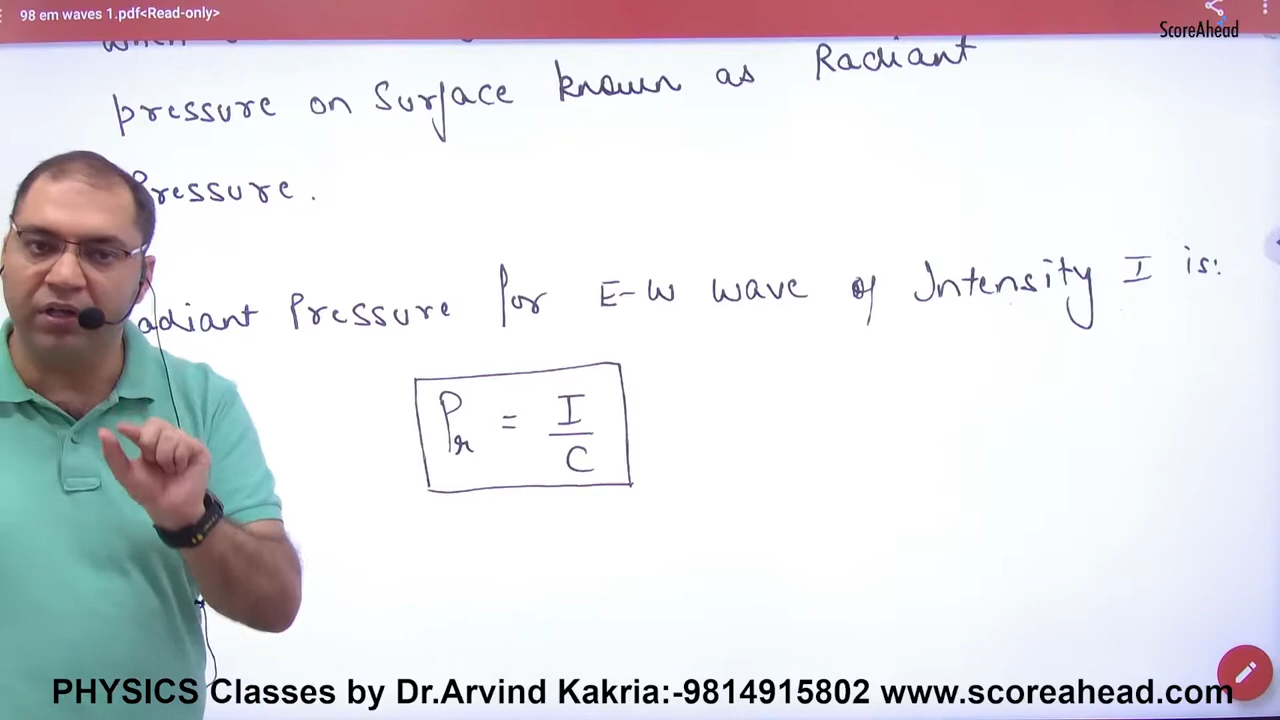 98 em waves 1.pdf<Read-only>
ScoreAhead
pressure on Surface known as Radiant
Pressure.
adiant Pressure for E-W wave of Intensity I is:
Pr = I
C
PHYSICS Classes by Dr.Arvind Kakria:-9814915802 www.scoreahead.com